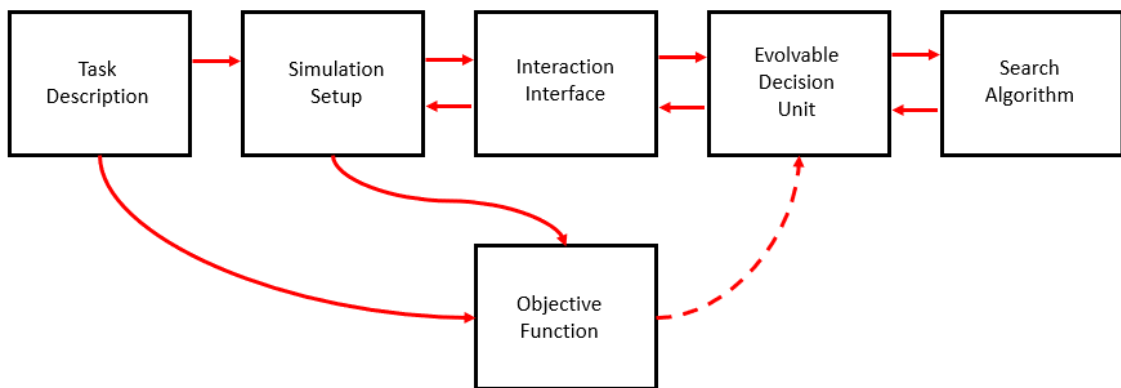 Task
Description
Simulation
Setup
Interaction
Interface
Evolvable
Decision
Unit
Search
Algorithm
Objective
Function